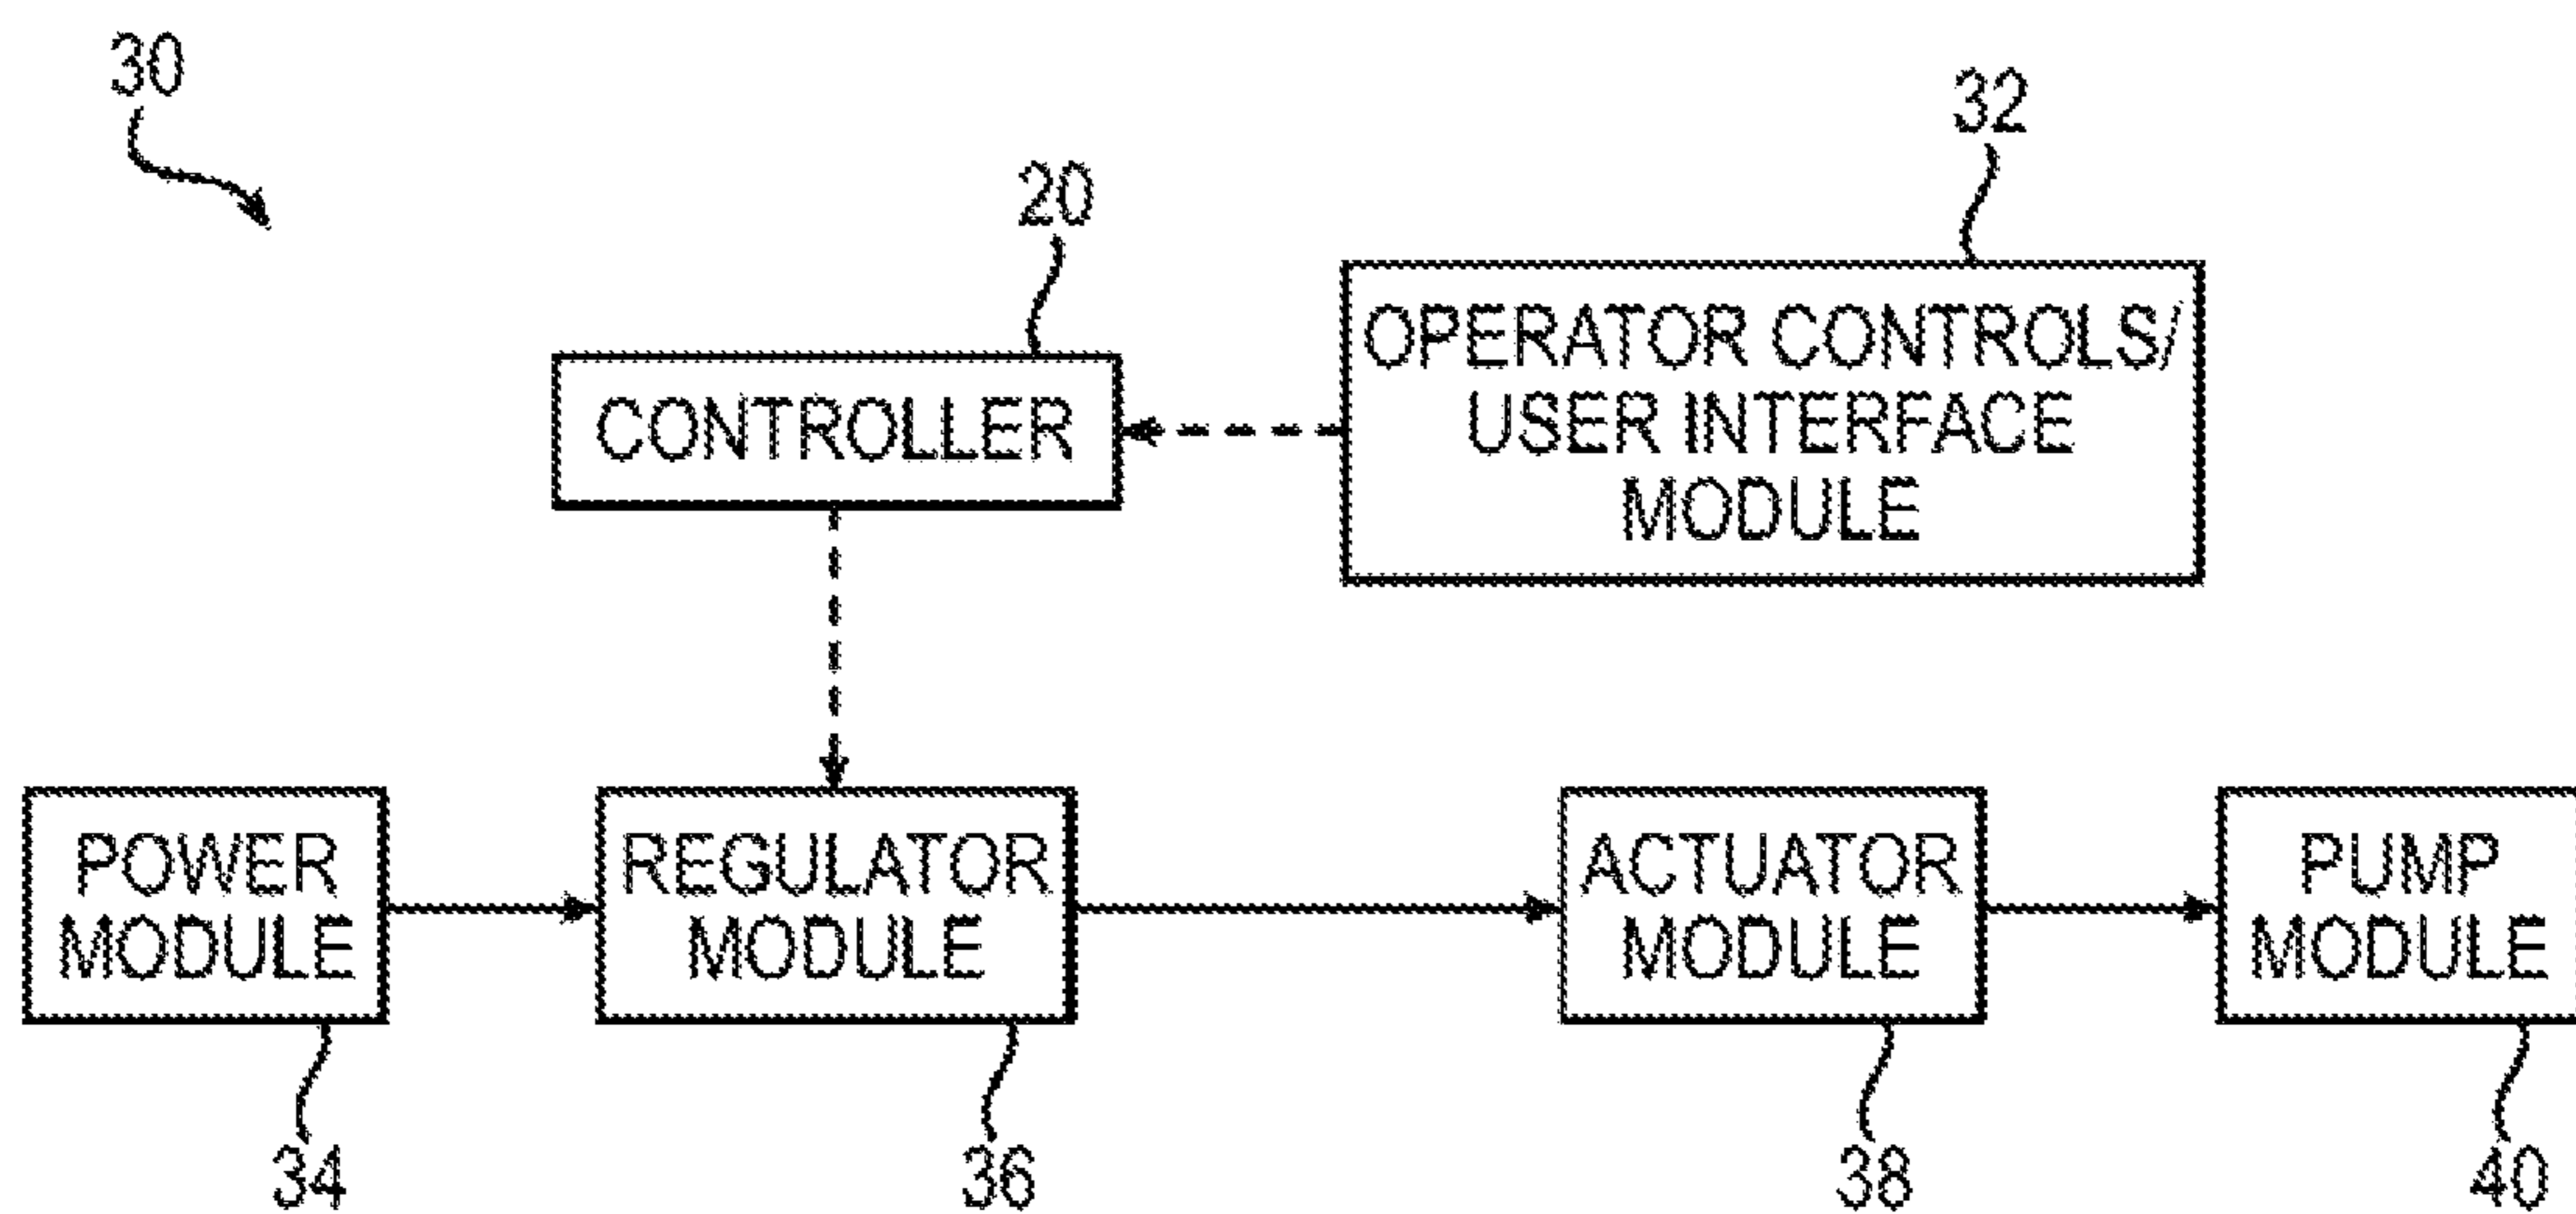 30
32
20
OPERATOR CONTROLS/
USER INTERFACE
MODULE
CONTROLLER
POWER
MODULE
REGULATOR
MODULE
ACTUATOR
MODULE
PUMP
MODULE
34
36
38
40